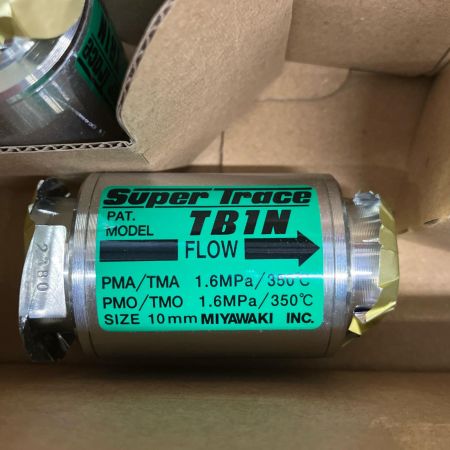 Super Trace
PAT.
MODEL TB1N
FLOW
PMA/TMA 1.6MPa/350℃
PMO/TMO 1.6MPa/350℃
SIZE 10mm MIYAWAKI INC.